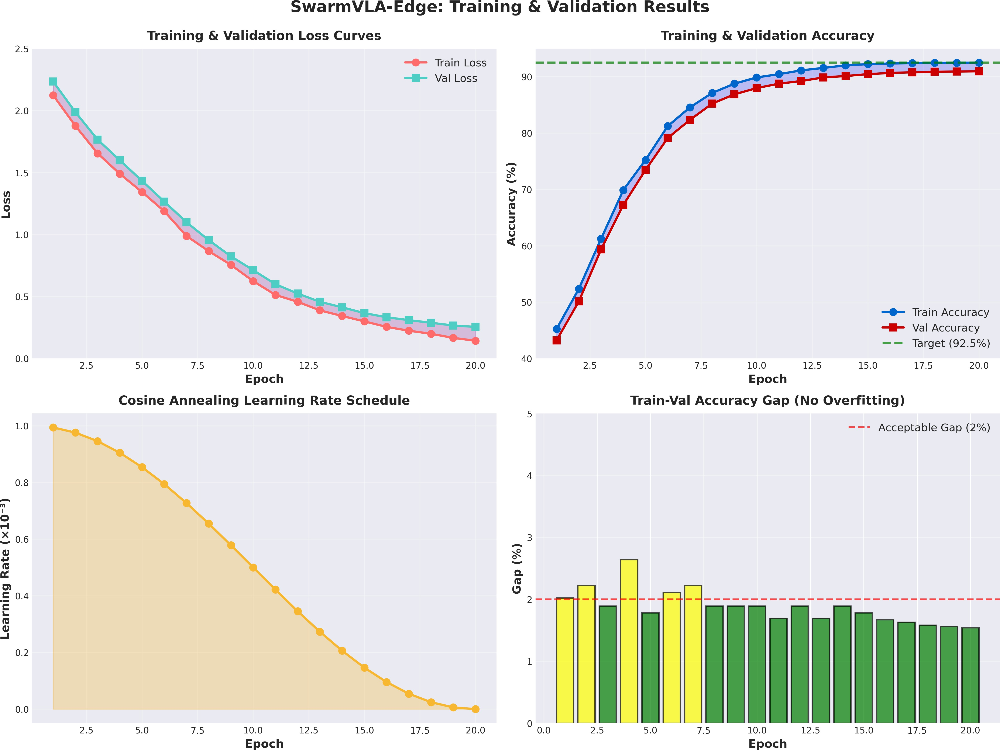 SwarmVLA-Edge: Training & Validation Results
Training & Validation Loss Curves
2.5
2.0
1.5
1.0
0.5
0.0
Loss
Train Loss
Val Loss
2.5 5.0 7.5 10.0 12.5 15.0 17.5 20.0
Epoch
Training & Validation Accuracy
90
80
70
60
50
40
Accuracy (%)
Train Accuracy
Val Accuracy
Target (92.5%)
2.5 5.0 7.5 10.0 12.5 15.0 17.5 20.0
Epoch
Cosine Annealing Learning Rate Schedule
1.0
0.8
0.6
0.4
0.2
0.0
Learning Rate (×10⁻³)
2.5 5.0 7.5 10.0 12.5 15.0 17.5 20.0
Epoch
Train-Val Accuracy Gap (No Overfitting)
5
4
3
2
1
0
Gap (%)
Acceptable Gap (2%)
0.0 2.5 5.0 7.5 10.0 12.5 15.0 17.5 20.0
Epoch